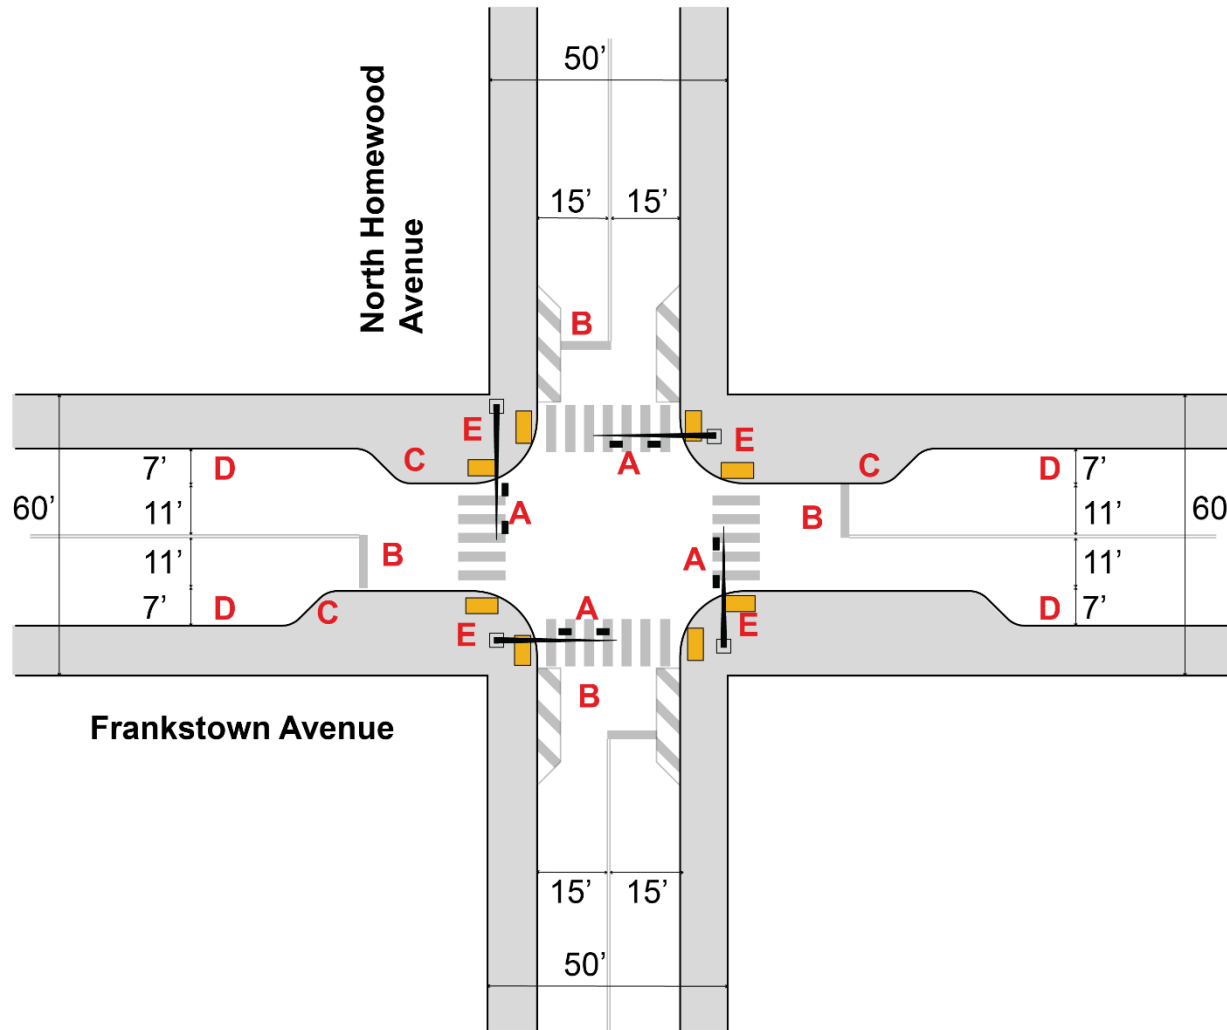 50’
North Homewood
Avenue
15’ 15’
B
E E
A
7’ D C C D 7’
60’ 11’ A B 11’ 60’
11’ B A 11’
7’ D C A D 7’
E E
B
Frankstown Avenue
15’ 15’
50’